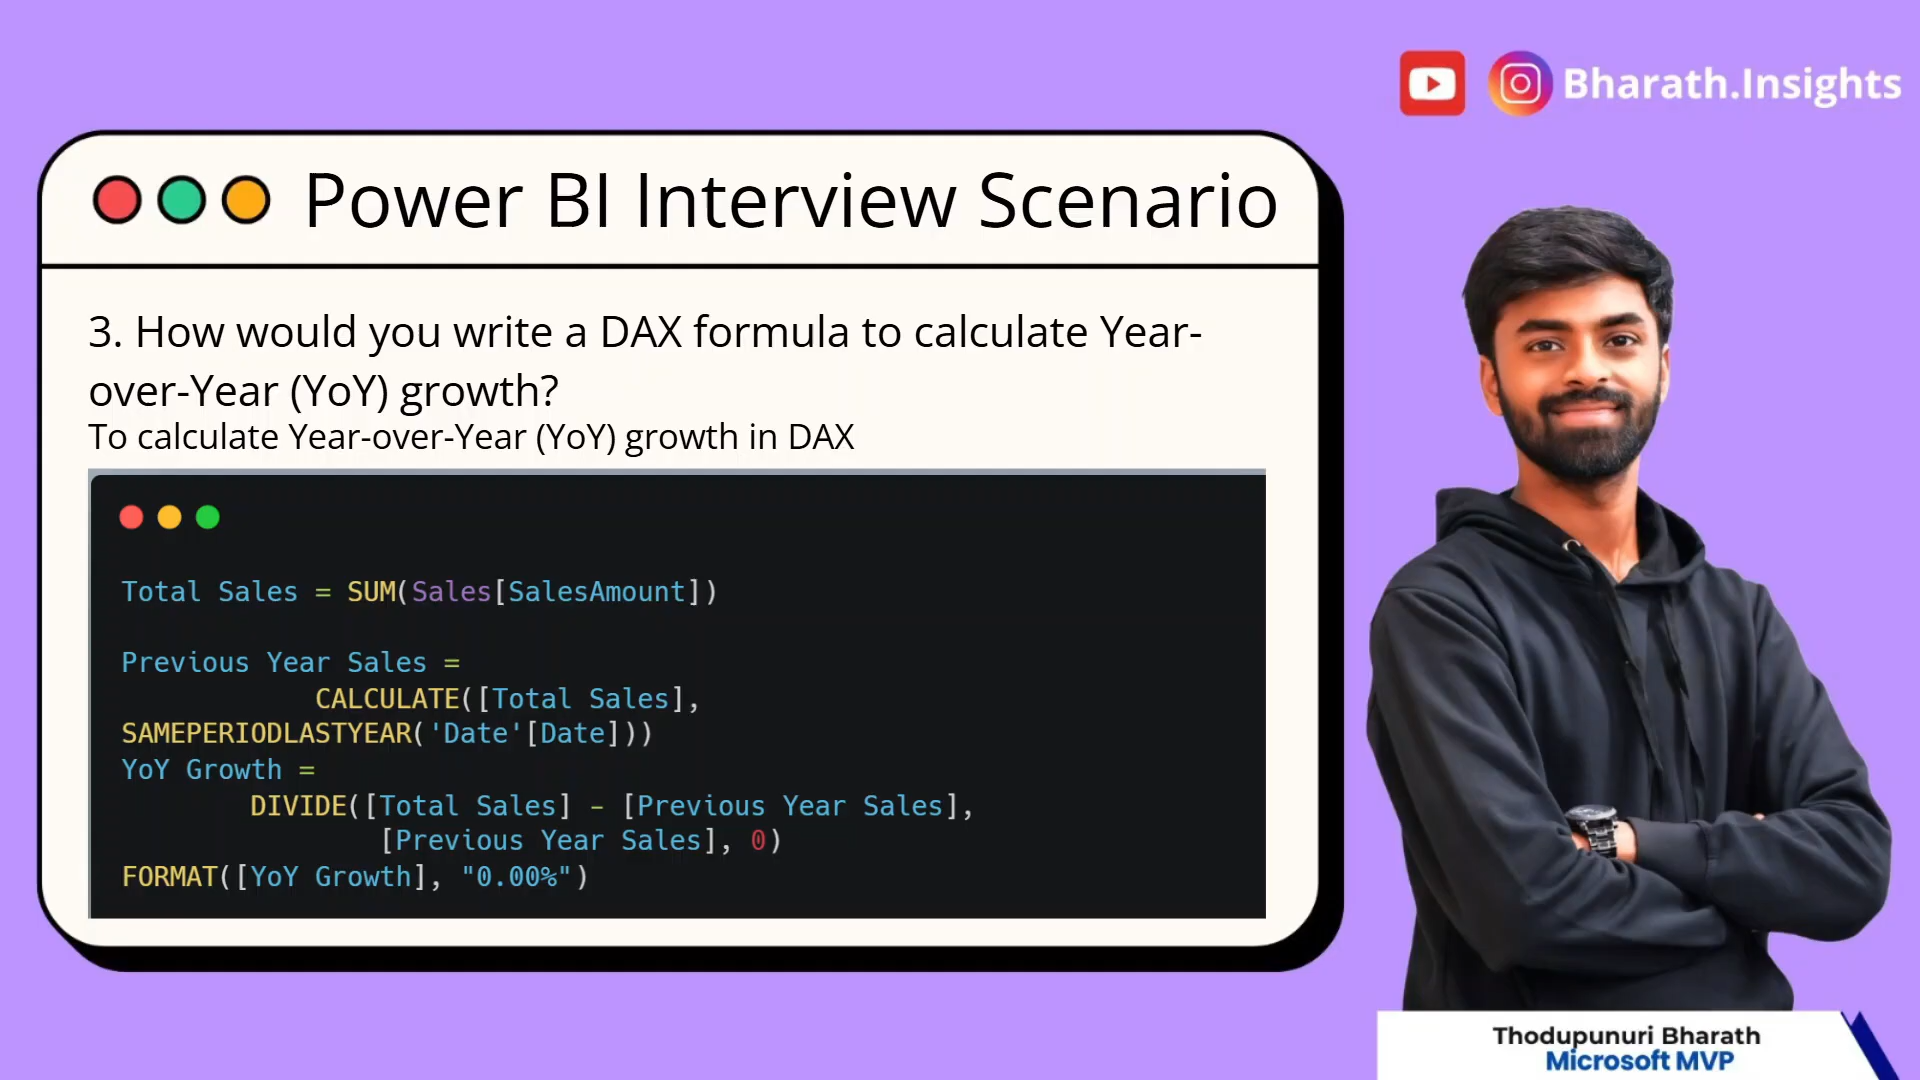 Bharath.Insights
Power BI Interview Scenario
3. How would you write a DAX formula to calculate Year-
over-Year (YoY) growth?
To calculate Year-over-Year (YoY) growth in DAX
Total Sales = SUM(Sales[SalesAmount])
Previous Year Sales =
CALCULATE([Total Sales],
SAMEPERIODLASTYEAR('Date'[Date]))
YoY Growth =
DIVIDE([Total Sales] - [Previous Year Sales],
[Previous Year Sales], 0)
FORMAT([YoY Growth], "0.00%")
Thodupunuri Bharath
Microsoft MVP